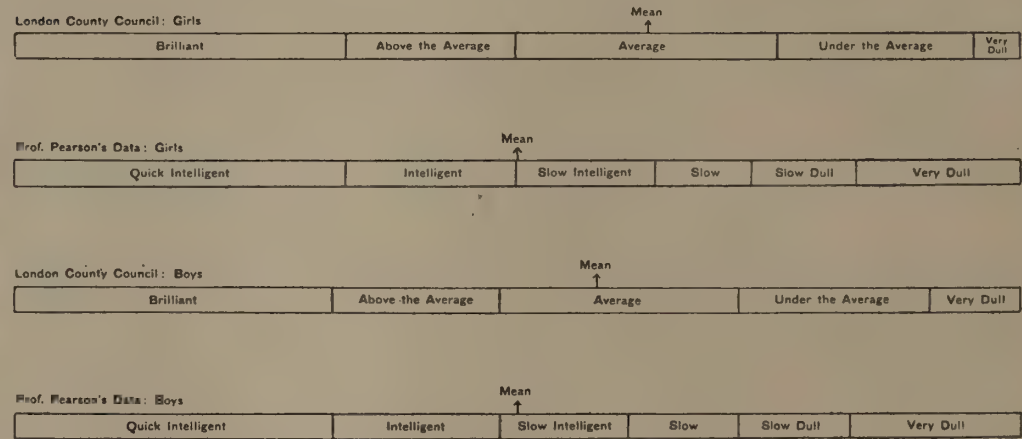 London County Council: Girls
Mean
Brilliant Above the Average Average Under the Average Very Dull
Prof. Pearson's Data: Girls
Mean
Quick Intelligent Intelligent Slow Intelligent Slow Slow Dull Very Dull
London County Council: Boys
Mean
Brilliant Above the Average Average Under the Average Very Dull
Prof. Pearson's Data: Boys
Mean
Quick Intelligent Intelligent Slow Intelligent Slow Slow Dull Very Dull